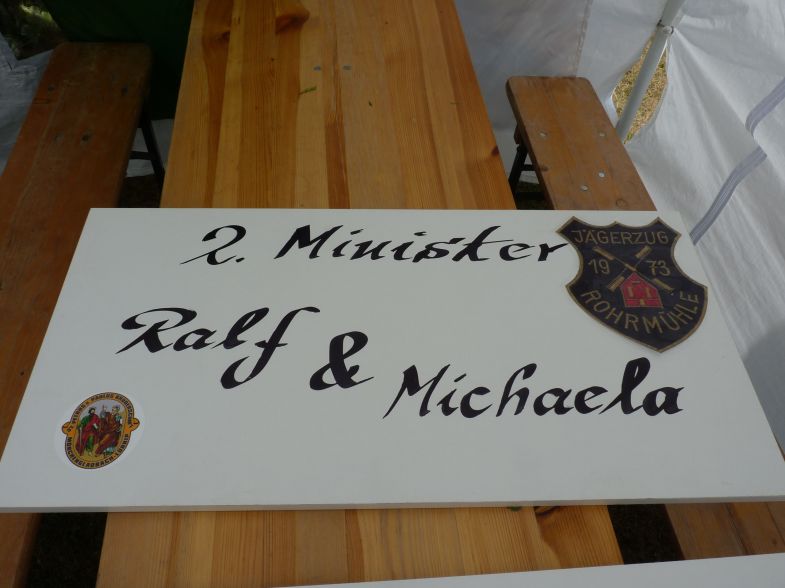 2. Minister
Ralf & Michaela
JÄGERZUG
19 73
ROHRMÜHLE